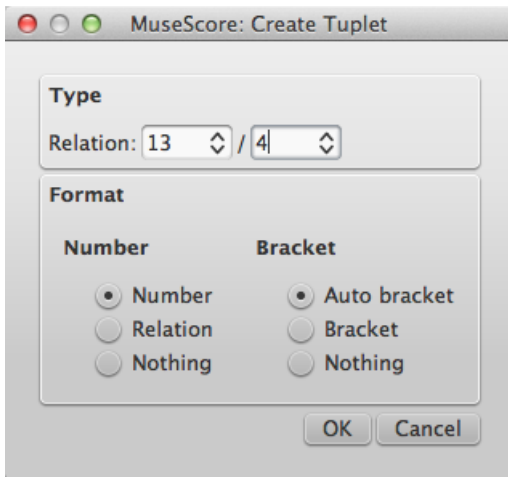 MuseScore: Create Tuplet
Type
Relation: 13 / 4
Format
Number Bracket
Number Auto bracket
Relation Bracket
Nothing Nothing
OK Cancel